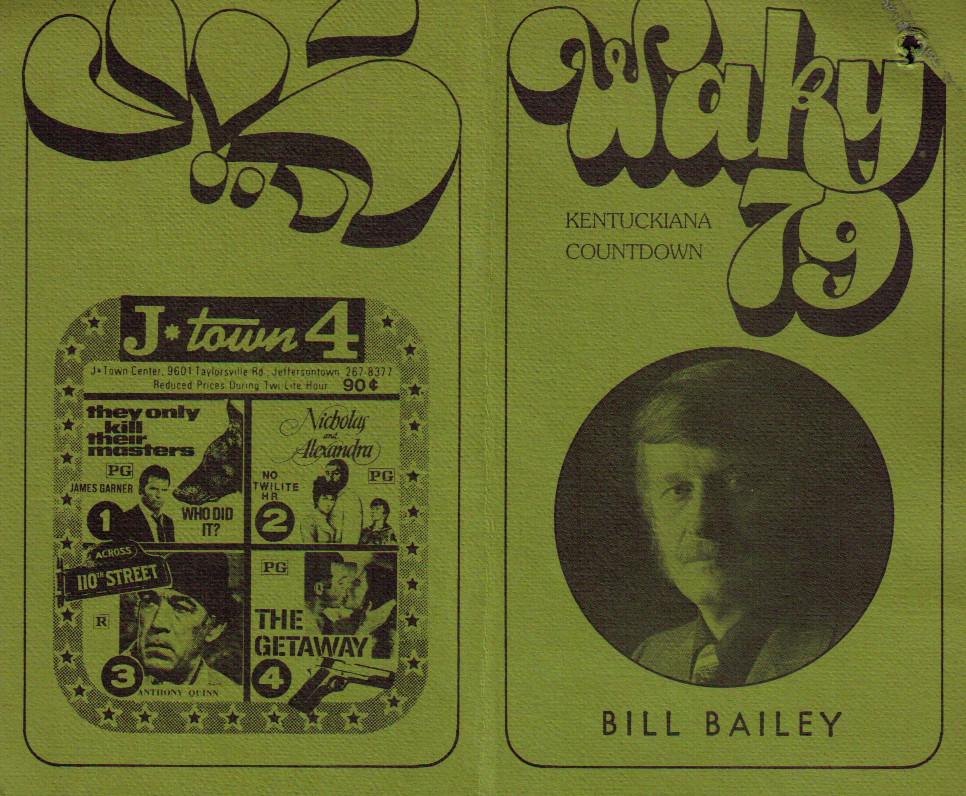 J★town 4
J★Town Center, 9601 Taylorsville Rd., Jeffersontown 267-8377
Reduced Prices During Twi-Lite Hour 90¢
they only
kill
their
masters
PG
JAMES GARNER
WHO DID
IT?
1
Nicholas
and
Alexandra
NO
TWILITE
HR
PG
2
ACROSS
110TH STREET
R
3
ANTHONY QUINN
PG
THE
GETAWAY
4
Waky
79
KENTUCKIANA
COUNTDOWN
BILL BAILEY